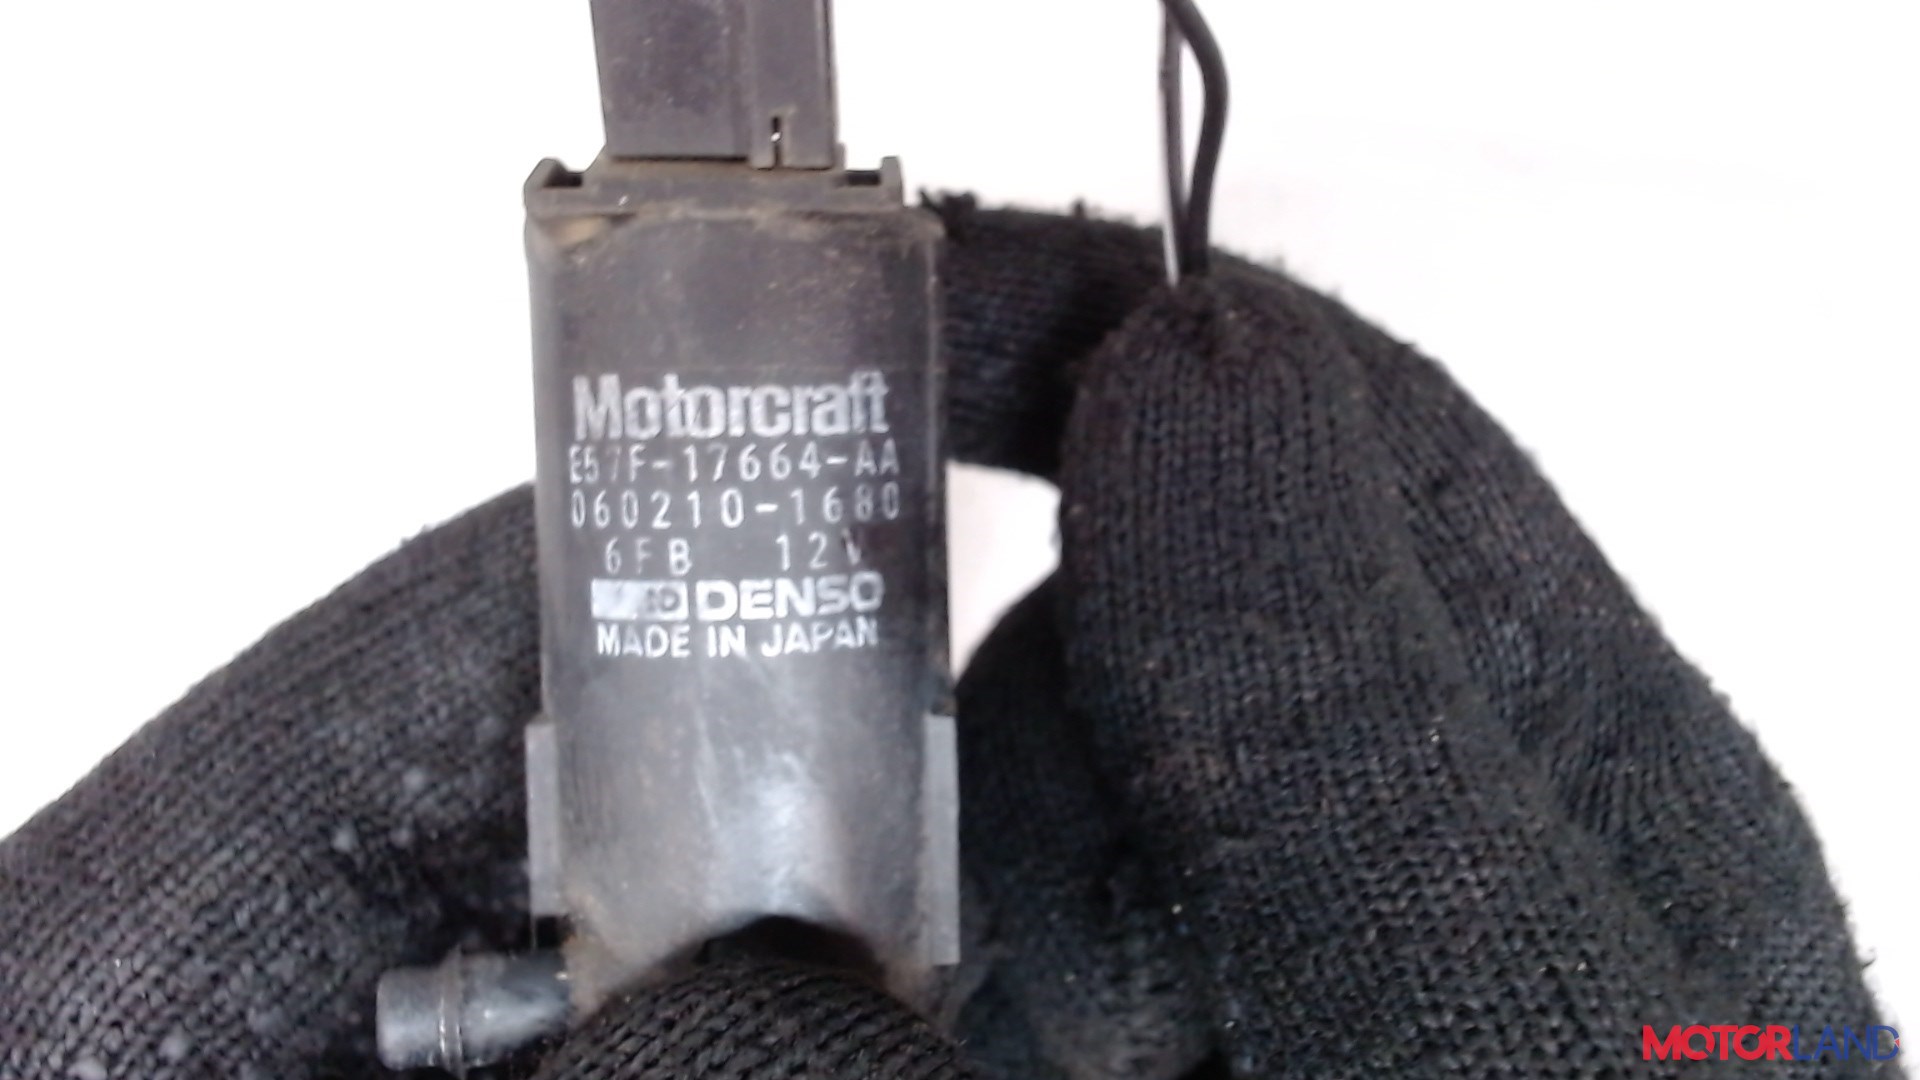 Motorcraft
E57F-17664-AA
060210-1680
6FB 12V
DENSO
MADE IN JAPAN
MOTORLAND